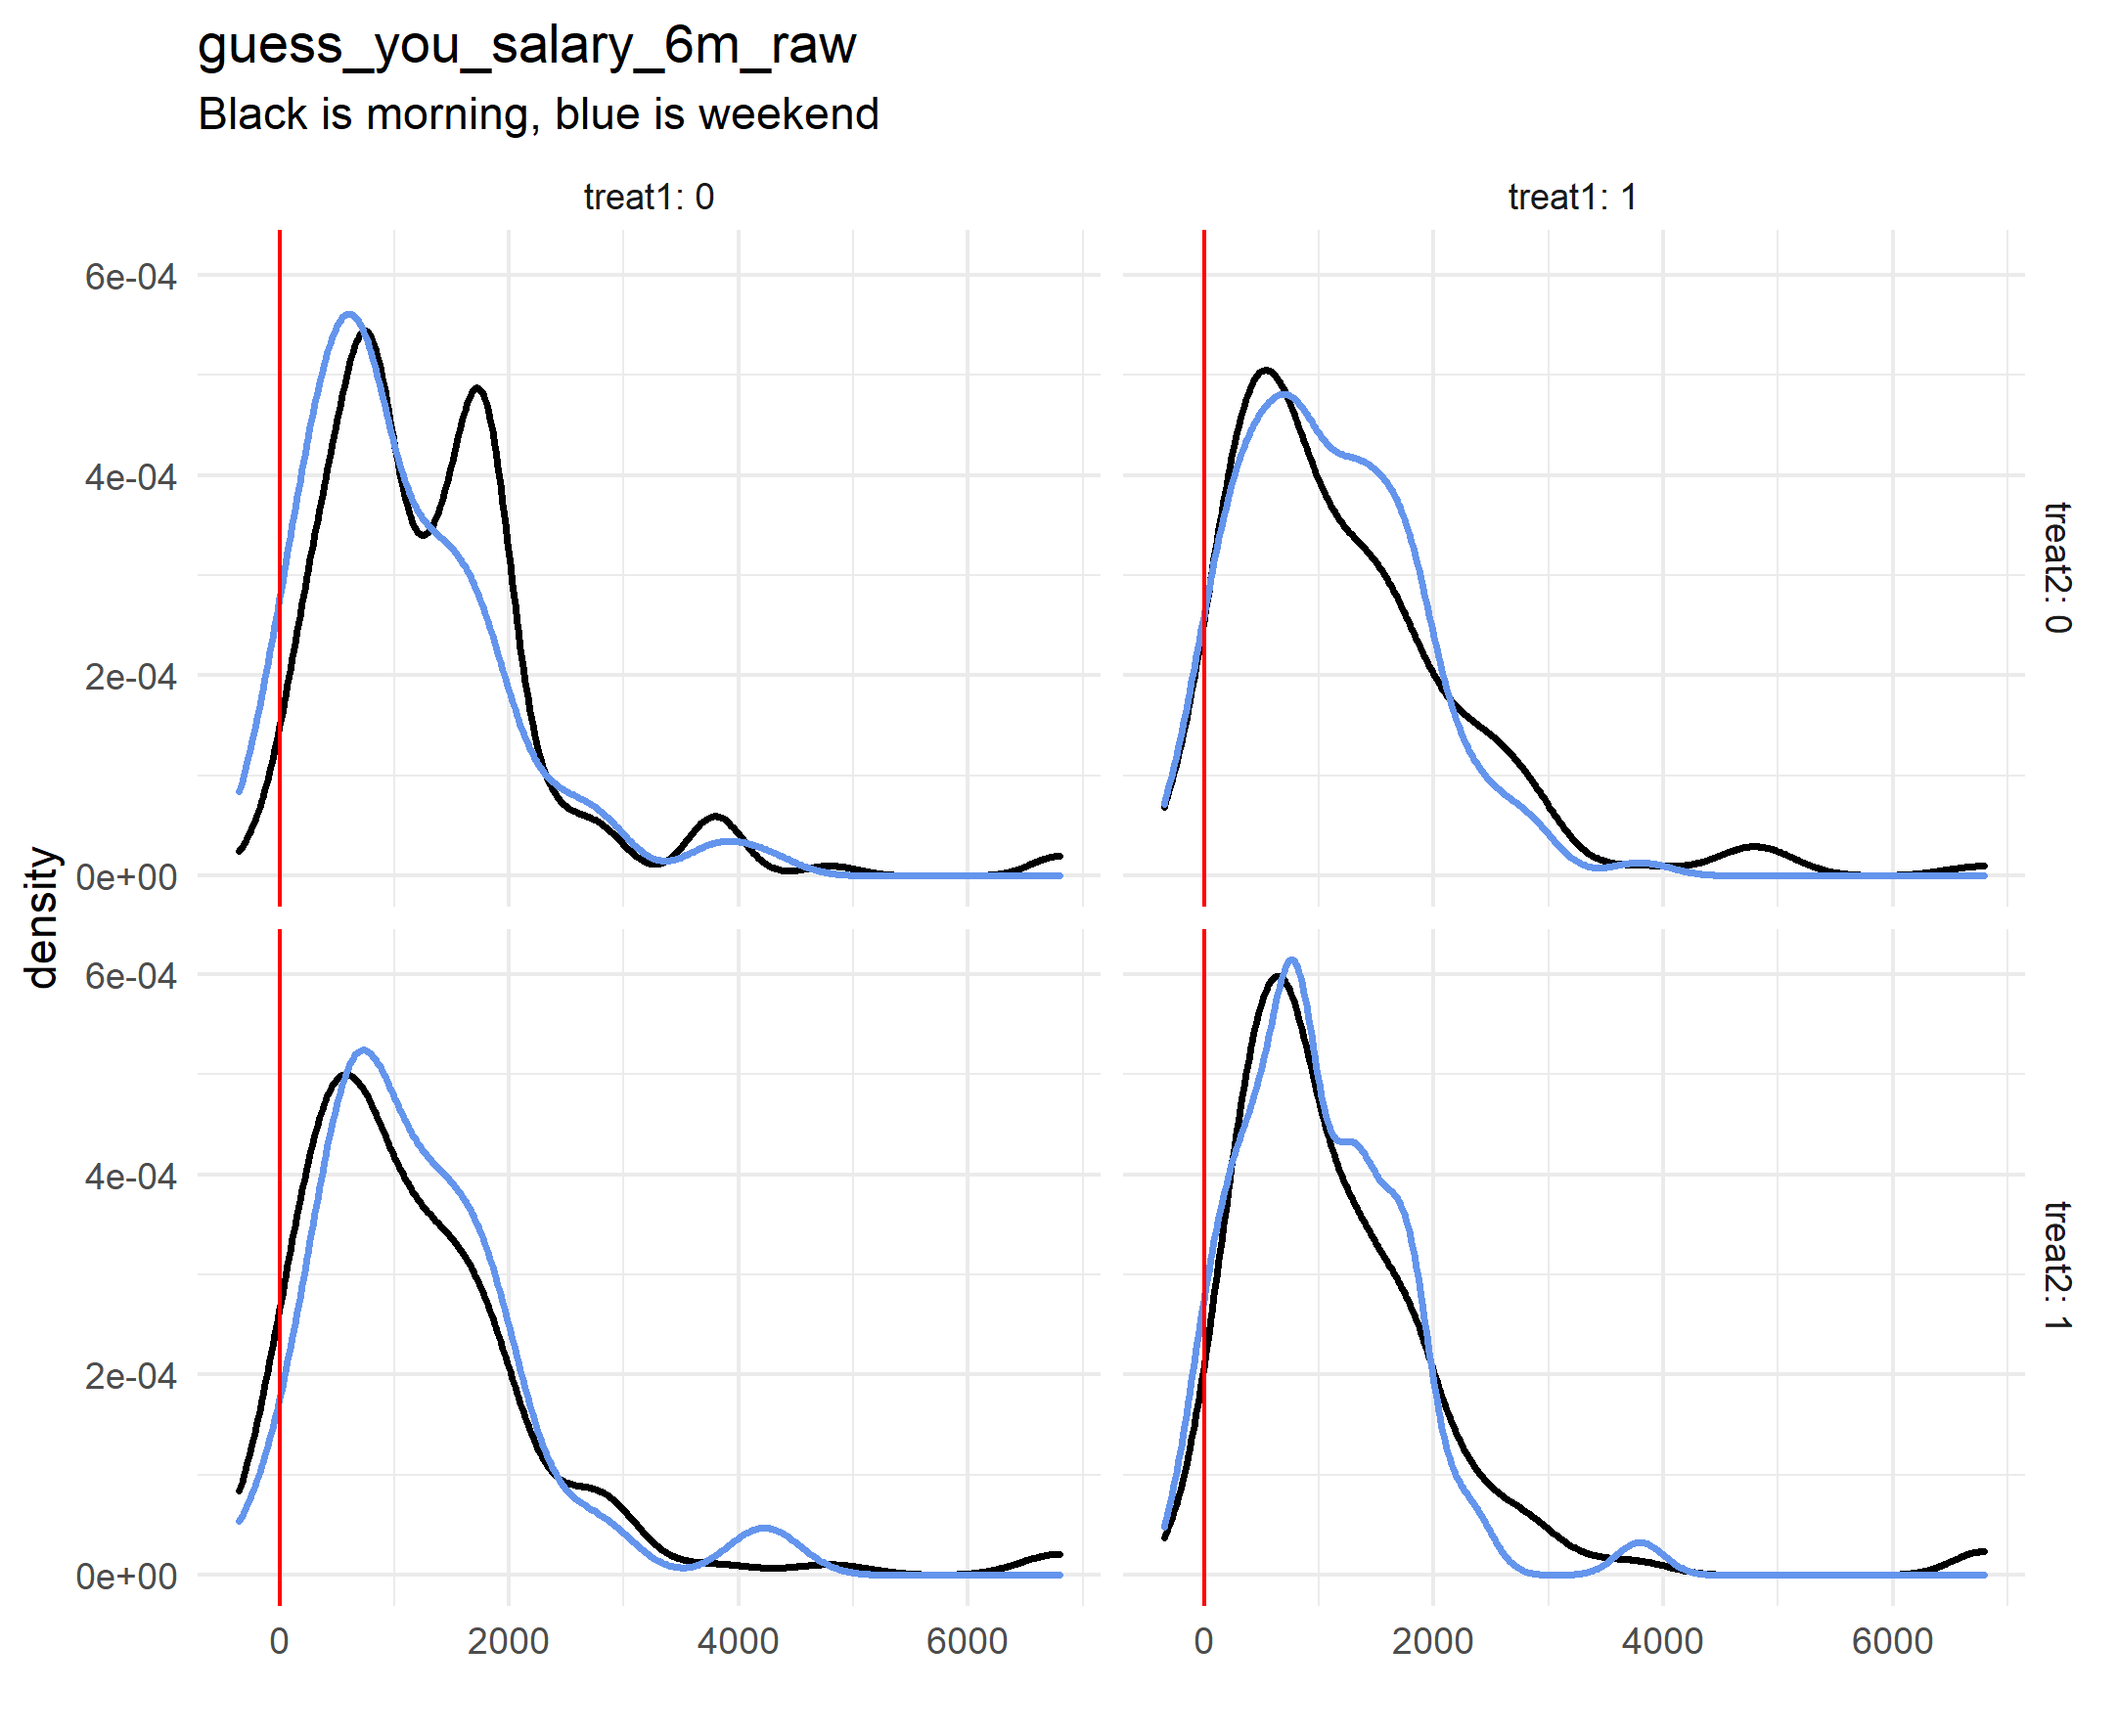 guess_you_salary_6m_raw
Black is morning, blue is weekend
treat1: 0
treat1: 1
6e-04
4e-04
2e-04
0e+00
treat2: 0
density
6e-04
4e-04
2e-04
0e+00
treat2: 1
0
2000
4000
6000
0
2000
4000
6000